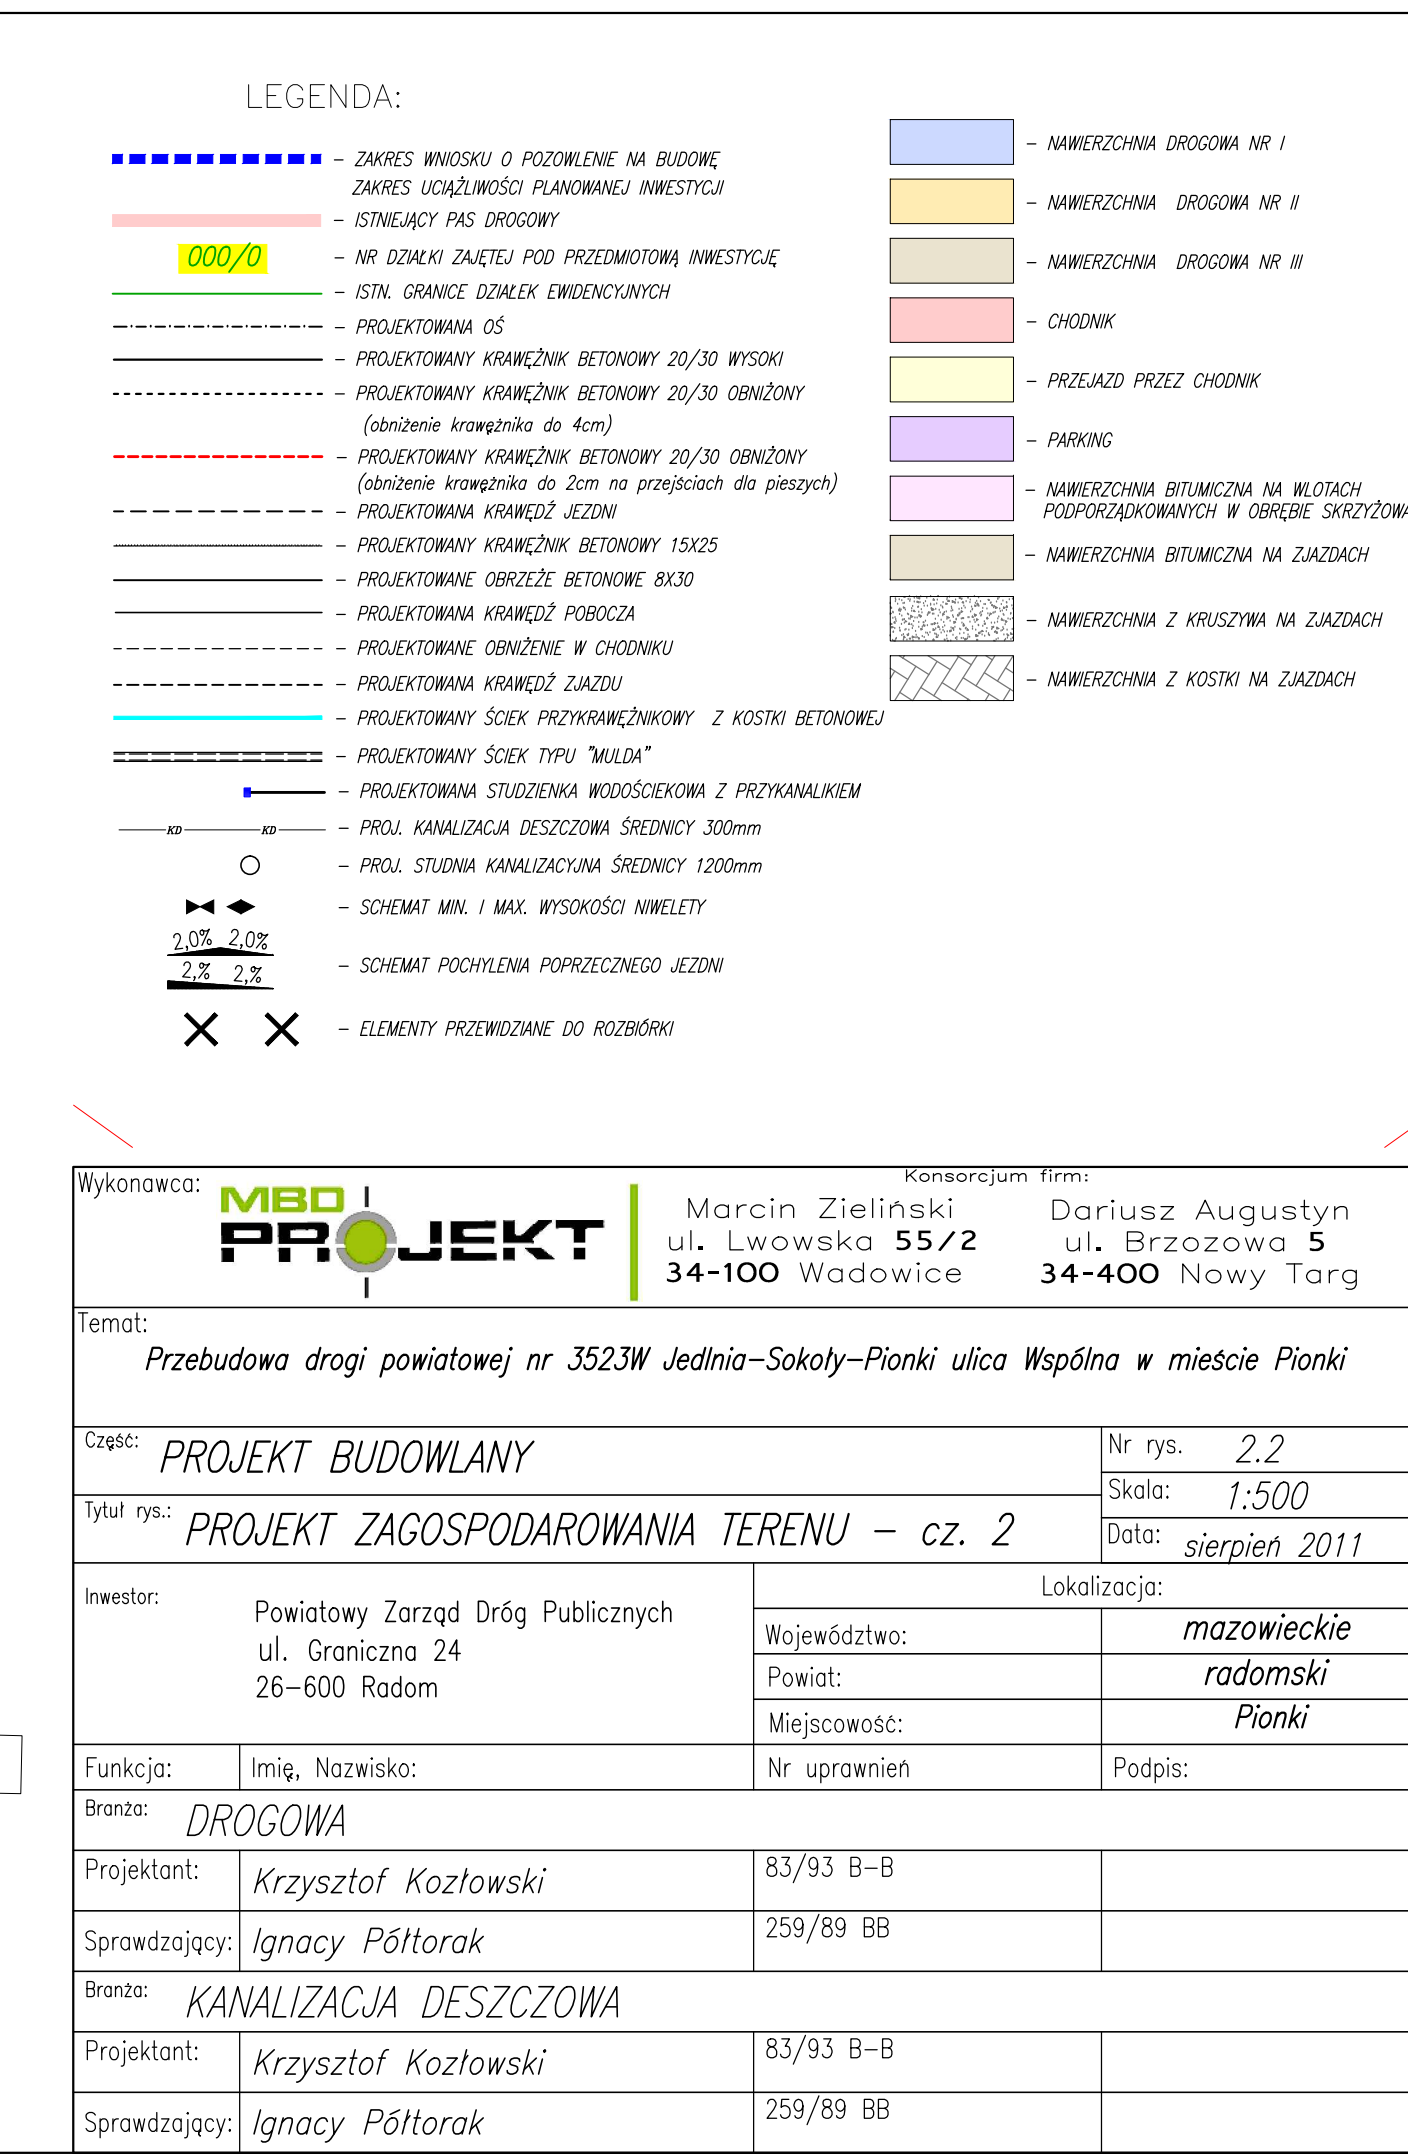 LEGENDA:
– ZAKRES WNIOSKU O POZOWLENIE NA BUDOWĘ
ZAKRES UCIĄŻLIWOŚCI PLANOWANEJ INWESTYCJI
– ISTNIEJĄCY PAS DROGOWY
000/0 – NR DZIAŁKI ZAJĘTEJ POD PRZEDMIOTOWĄ INWESTYCJĘ
– ISTN. GRANICE DZIAŁEK EWIDENCYJNYCH
– PROJEKTOWANA OŚ
– PROJEKTOWANY KRAWĘŻNIK BETONOWY 20/30 WYSOKI
– PROJEKTOWANY KRAWĘŻNIK BETONOWY 20/30 OBNIŻONY
(obniżenie krawężnika do 4cm)
– PROJEKTOWANY KRAWĘŻNIK BETONOWY 20/30 OBNIŻONY
(obniżenie krawężnika do 2cm na przejściach dla pieszych)
– PROJEKTOWANA KRAWĘDŹ JEZDNI
– PROJEKTOWANY KRAWĘŻNIK BETONOWY 15X25
– PROJEKTOWANE OBRZEŻE BETONOWE 8X30
– PROJEKTOWANA KRAWĘDŹ POBOCZA
– PROJEKTOWANE OBNIŻENIE W CHODNIKU
– PROJEKTOWANA KRAWĘDŹ ZJAZDU
– PROJEKTOWANY ŚCIEK PRZYKRAWĘŻNIKOWY Z KOSTKI BETONOWEJ
– PROJEKTOWANY ŚCIEK TYPU "MULDA"
– PROJEKTOWANA STUDZIENKA WODOŚCIEKOWA Z PRZYKANALIKIEM
KD KD – PROJ. KANALIZACJA DESZCZOWA ŚREDNICY 300mm
– PROJ. STUDNIA KANALIZACYJNA ŚREDNICY 1200mm
– SCHEMAT MIN. I MAX. WYSOKOŚCI NIWELETY
2,0% 2,0%
2,% 2,%
– SCHEMAT POCHYLENIA POPRZECZNEGO JEZDNI
– ELEMENTY PRZEWIDZIANE DO ROZBIÓRKI
– NAWIERZCHNIA DROGOWA NR I
– NAWIERZCHNIA DROGOWA NR II
– NAWIERZCHNIA DROGOWA NR III
– CHODNIK
– PRZEJAZD PRZEZ CHODNIK
– PARKING
– NAWIERZCHNIA BITUMICZNA NA WLOTACH
PODPORZĄDKOWANYCH W OBRĘBIE SKRZYŻOWA
– NAWIERZCHNIA BITUMICZNA NA ZJAZDACH
– NAWIERZCHNIA Z KRUSZYWA NA ZJAZDACH
– NAWIERZCHNIA Z KOSTKI NA ZJAZDACH
Wykonawca:
MBD
PROJEKT
Konsorcjum firm:
Marcin Zieliński
ul. Lwowska 55/2
34-100 Wadowice
Dariusz Augustyn
ul. Brzozowa 5
34-400 Nowy Targ
Temat:
Przebudowa drogi powiatowej nr 3523W Jedlnia–Sokoły–Pionki ulica Wspólna w mieście Pionki
Część: PROJEKT BUDOWLANY
Nr rys. 2.2
Skala: 1:500
Tytuł rys.: PROJEKT ZAGOSPODAROWANIA TERENU – cz. 2
Data: sierpień 2011
Inwestor:
Powiatowy Zarząd Dróg Publicznych
ul. Graniczna 24
26–600 Radom
Lokalizacja:
Województwo: mazowieckie
Powiat: radomski
Miejscowość: Pionki
Funkcja: Imię, Nazwisko: Nr uprawnień Podpis:
Branża: DROGOWA
Projektant: Krzysztof Kozłowski 83/93 B–B
Sprawdzający: Ignacy Półtorak 259/89 BB
Branża: KANALIZACJA DESZCZOWA
Projektant: Krzysztof Kozłowski 83/93 B–B
Sprawdzający: Ignacy Półtorak 259/89 BB